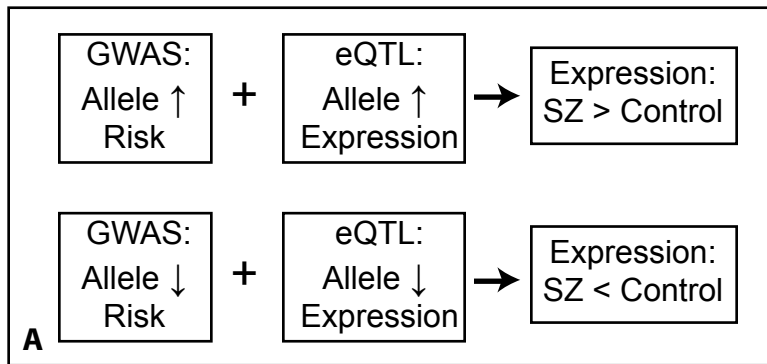 GWAS:
Allele ↑
Risk
+
eQTL:
Allele ↑
Expression
→
Expression:
SZ > Control
GWAS:
Allele ↓
Risk
+
eQTL:
Allele ↓
Expression
→
Expression:
SZ < Control
A